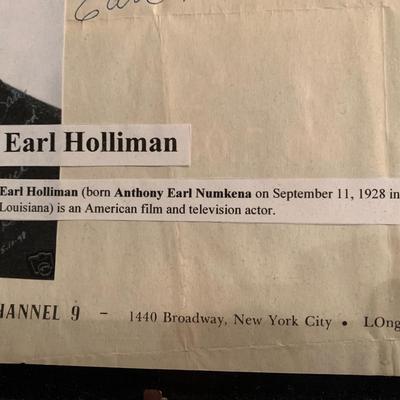 Earl Holliman
Earl Holliman (born Anthony Earl Numkena on September 11, 1928 in
Louisiana) is an American film and television actor.
HANNEL 9 - 1440 Broadway, New York City • LOng